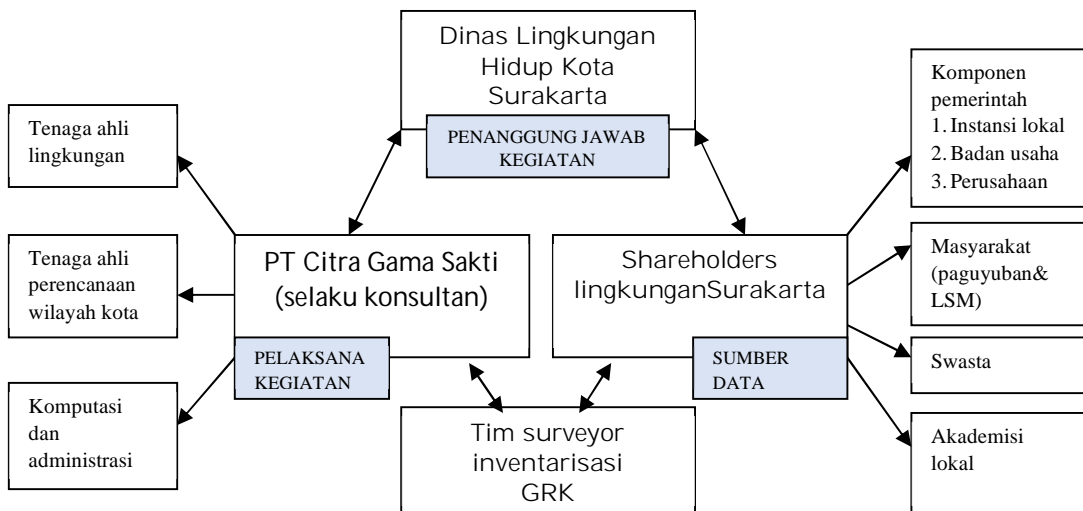 Dinas Lingkungan
Hidup Kota
Surakarta
PENANGGUNG JAWAB
KEGIATAN
Tenaga ahli
lingkungan
Tenaga ahli
perencanaan
wilayah kota
Komputasi
dan
administrasi
PT Citra Gama Sakti
(selaku konsultan)
PELAKSANA
KEGIATAN
Shareholders
lingkunganSurakarta
SUMBER
DATA
Tim surveyor
inventarisasi
GRK
Komponen
pemerintah
1. Instansi lokal
2. Badan usaha
3. Perusahaan
Masyarakat
(paguyuban&
LSM)
Swasta
Akademisi
lokal